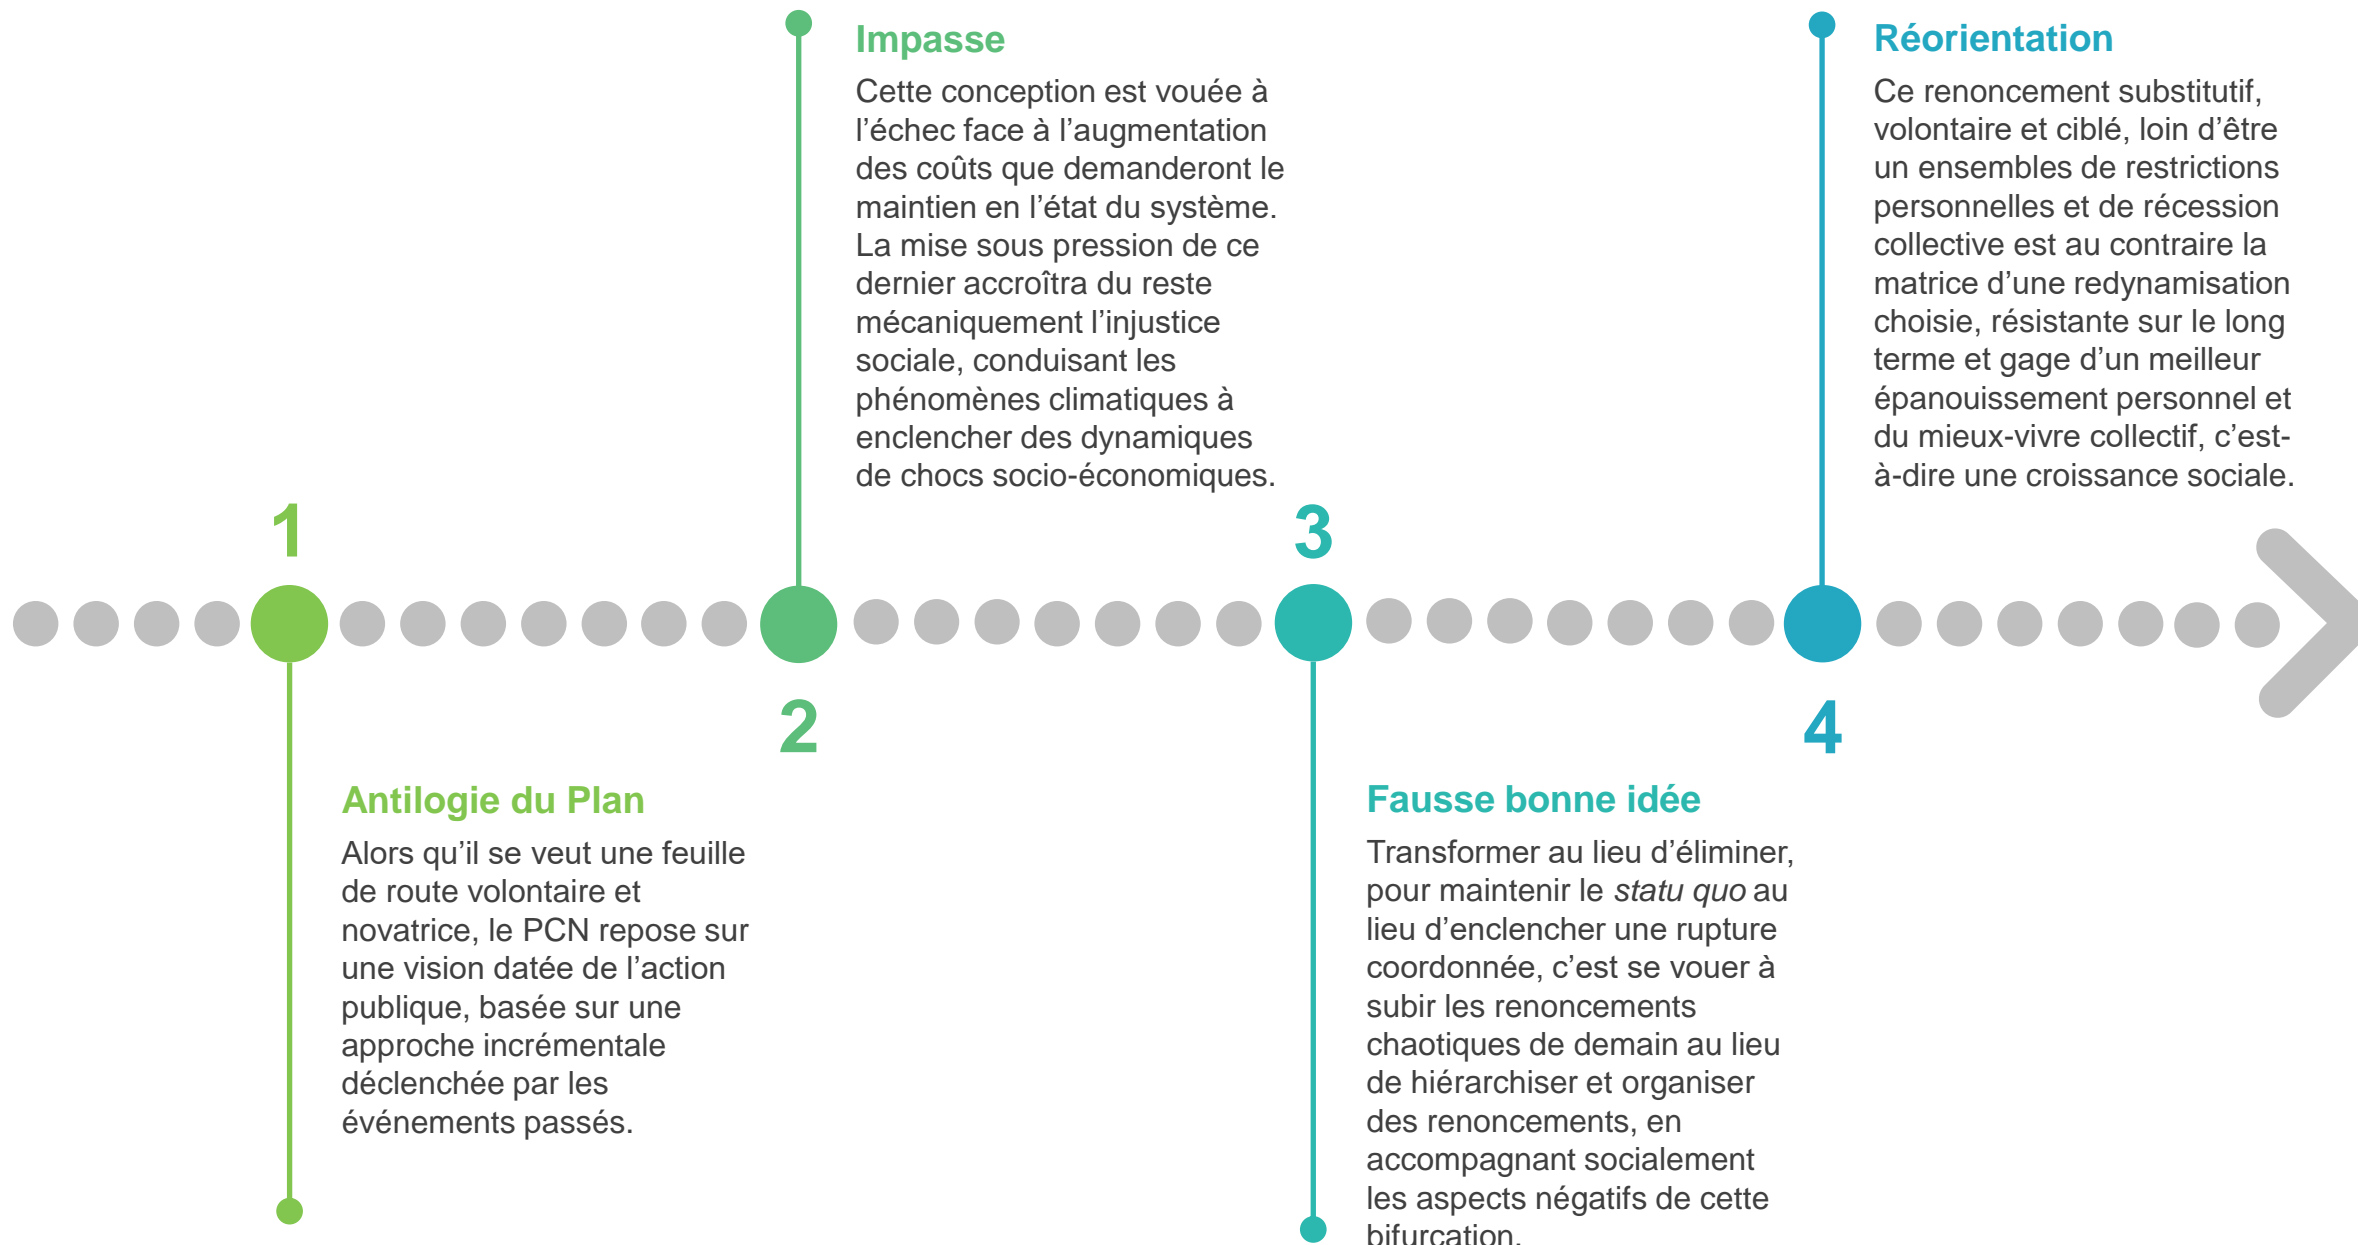 1
Antilogie du Plan
Alors qu’il se veut une feuille
de route volontaire et
novatrice, le PCN repose sur
une vision datée de l’action
publique, basée sur une
approche incrémentale
déclenchée par les
événements passés.
2
Impasse
Cette conception est vouée à
l’échec face à l’augmentation
des coûts que demanderont le
maintien en l’état du système.
La mise sous pression de ce
dernier accroîtra du reste
mécaniquement l’injustice
sociale, conduisant les
phénomènes climatiques à
enclencher des dynamiques
de chocs socio-économiques.
3
Fausse bonne idée
Transformer au lieu d’éliminer,
pour maintenir le statu quo au
lieu d’enclencher une rupture
coordonnée, c’est se vouer à
subir les renoncements
chaotiques de demain au lieu
de hiérarchiser et organiser
des renoncements, en
accompagnant socialement
les aspects négatifs de cette
bifurcation.
4
Réorientation
Ce renoncement substitutif,
volontaire et ciblé, loin d’être
un ensembles de restrictions
personnelles et de récession
collective est au contraire la
matrice d’une redynamisation
choisie, résistante sur le long
terme et gage d’un meilleur
épanouissement personnel et
du mieux-vivre collectif, c’est-
à-dire une croissance sociale.